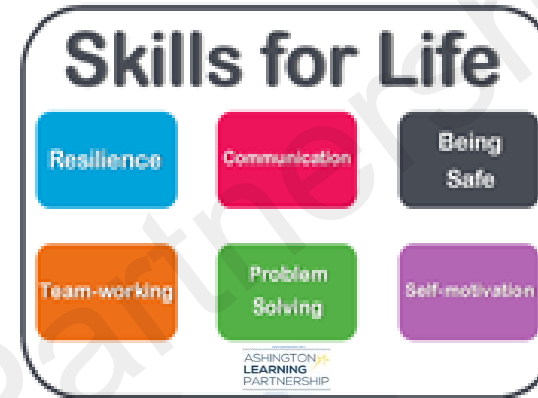 Skills for Life
Resilience
Communication
Being
Safe
Team-working
Problem
Solving
Self-motivation
ASHINGTON
LEARNING
PARTNERSHIP